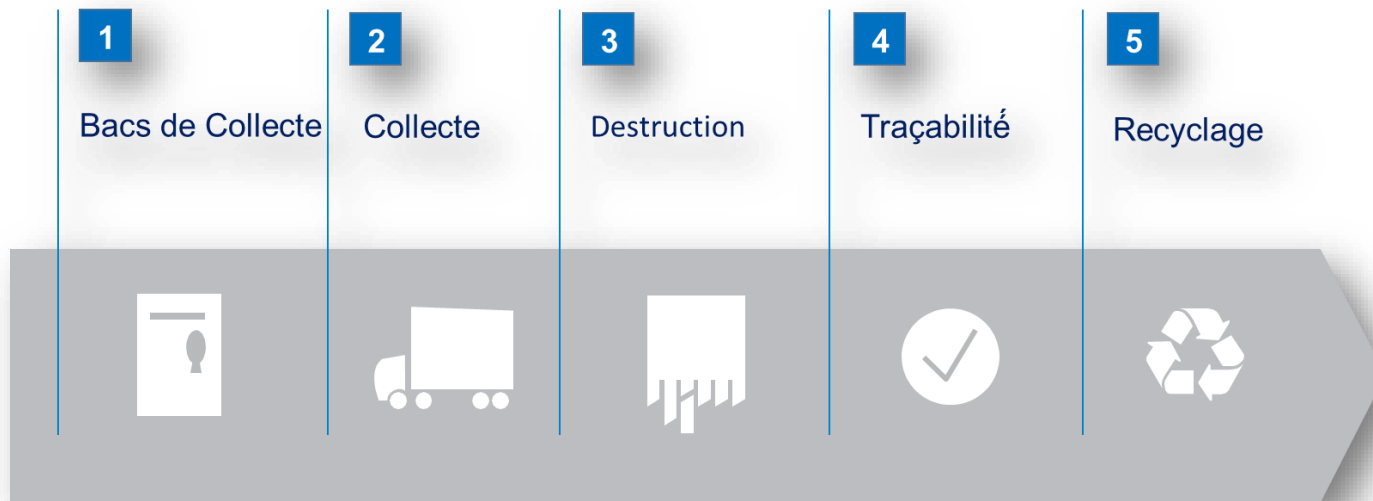 1
Bacs de Collecte
2
Collecte
3
Destruction
4
Traçabilité
5
Recyclage